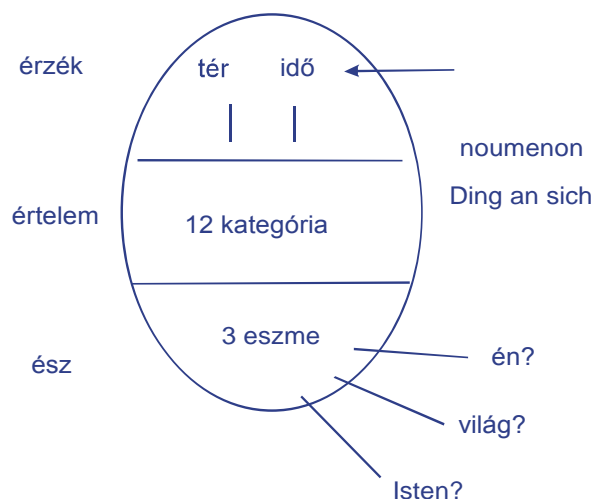 érzék
tér idő
noumenon
Ding an sich
értelem
12 kategória
3 eszme
ész
én?
világ?
Isten?